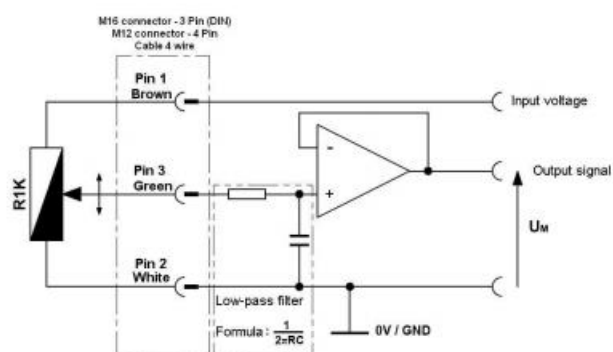 M16 connector - 3 Pin (DIN)
M12 connector - 4 Pin
Cable 4 wire
Pin 1
Brown
Input voltage
-
Pin 3
Green
+
Output signal
R1K
UM
Pin 2
White
Low-pass filter
Formula : 1
2πRC
0V / GND